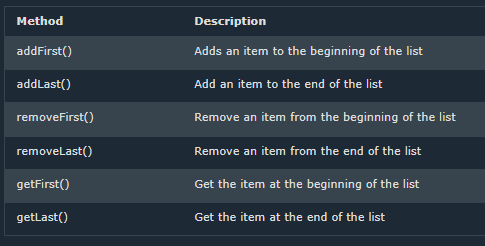 Method Description
addFirst() Adds an item to the beginning of the list
addLast() Add an item to the end of the list
removeFirst() Remove an item from the beginning of the list
removeLast() Remove an item from the end of the list
getFirst() Get the item at the beginning of the list
getLast() Get the item at the end of the list